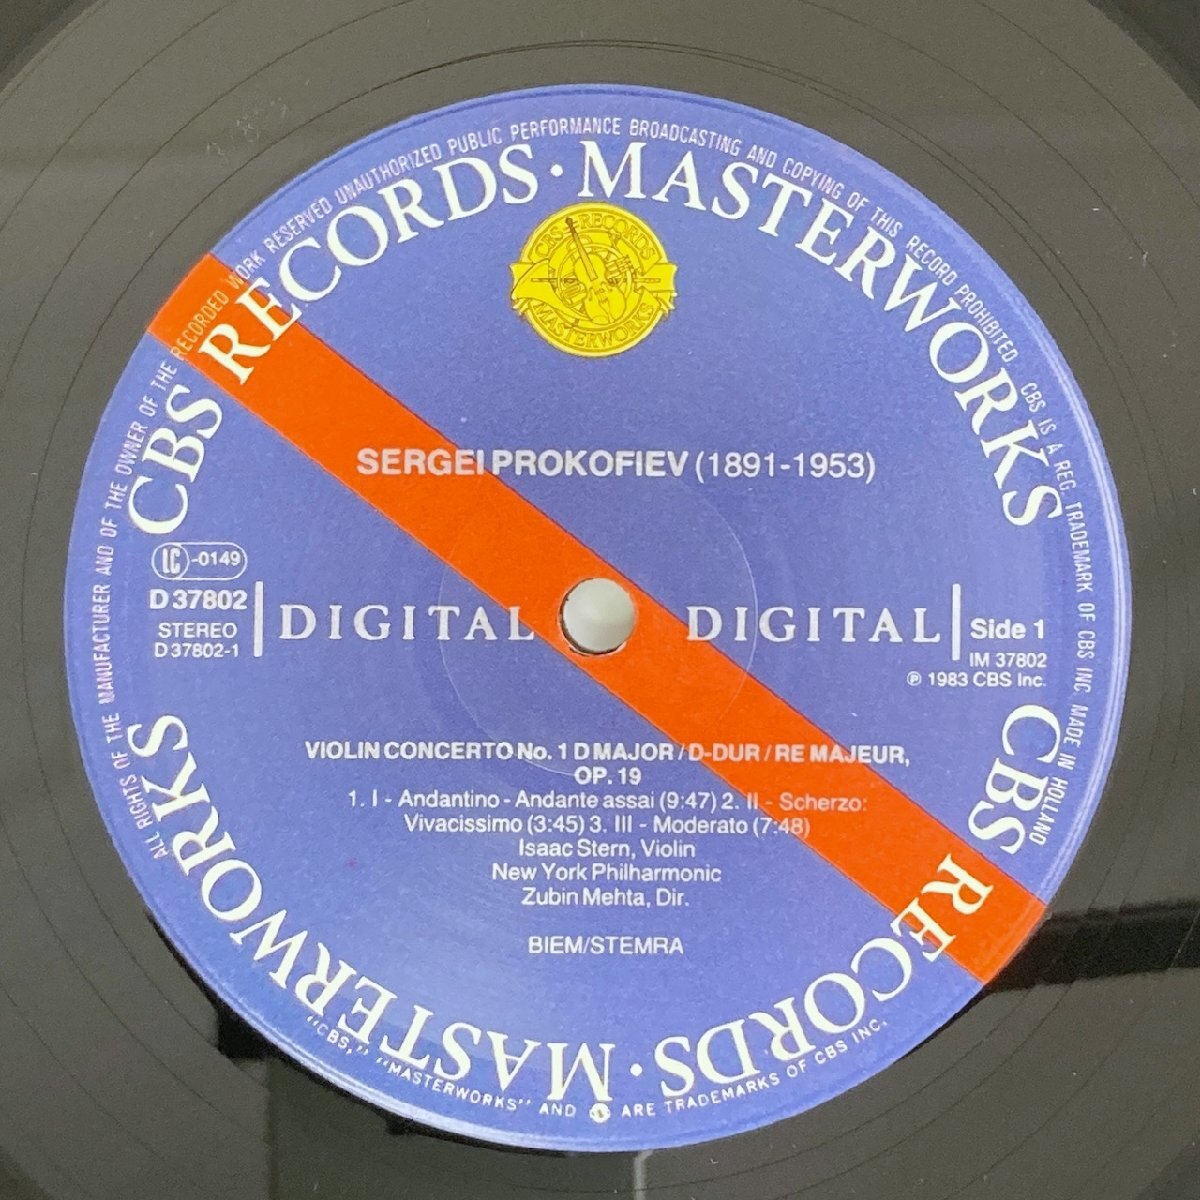 ALL RIGHTS OF THE MANUFACTURER AND OF THE OWNER OF THE RECORDED WORK RESERVED UNAUTHORIZED PUBLIC PERFORMANCE BROADCASTING AND COPYING OF THIS RECORD PROHIBITED. CBS IS A REG. TRADEMARK OF CBS INC. MADE IN HOLLAND
CBS RECORDS · MASTERWORKS
CBS RECORDS
MASTERWORKS
SERGEI PROKOFIEV (1891-1953)
LC-0149
D 37802
STEREO
D 37802-1
DIGITAL DIGITAL
Side 1
IM 37802
℗ 1983 CBS Inc.
VIOLIN CONCERTO No. 1 D MAJOR / D-DUR / RE MAJEUR,
OP. 19
1. I - Andantino - Andante assai (9:47) 2. II - Scherzo:
Vivacissimo (3:45) 3. III - Moderato (7:48)
Isaac Stern, Violin
New York Philharmonic
Zubin Mehta, Dir.
BIEM/STEMRA
CBS RECORDS · MASTERWORKS
"CBS," "MASTERWORKS" AND ARE TRADEMARKS OF CBS INC.